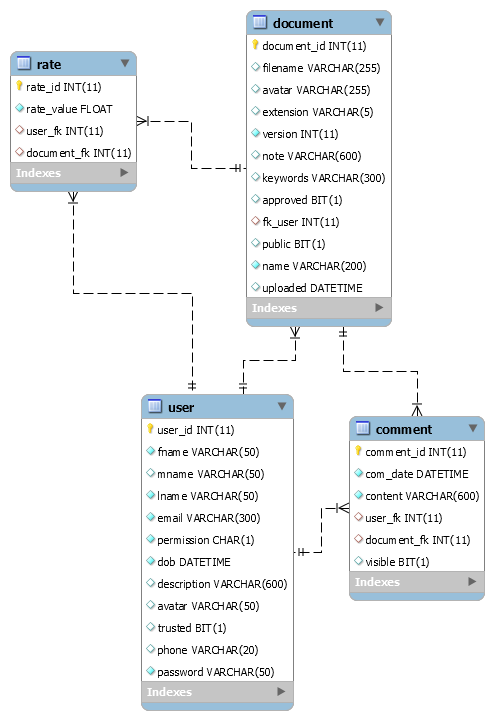 document
document_id INT(11)
filename VARCHAR(255)
avatar VARCHAR(255)
extension VARCHAR(5)
version INT(11)
note VARCHAR(600)
keywords VARCHAR(300)
approved BIT(1)
fk_user INT(11)
public BIT(1)
name VARCHAR(200)
uploaded DATETIME
Indexes
rate
rate_id INT(11)
rate_value FLOAT
user_fk INT(11)
document_fk INT(11)
Indexes
user
user_id INT(11)
fname VARCHAR(50)
mname VARCHAR(50)
lname VARCHAR(50)
email VARCHAR(300)
permission CHAR(1)
dob DATETIME
description VARCHAR(600)
avatar VARCHAR(50)
trusted BIT(1)
phone VARCHAR(20)
password VARCHAR(50)
Indexes
comment
comment_id INT(11)
com_date DATETIME
content VARCHAR(600)
user_fk INT(11)
document_fk INT(11)
visible BIT(1)
Indexes